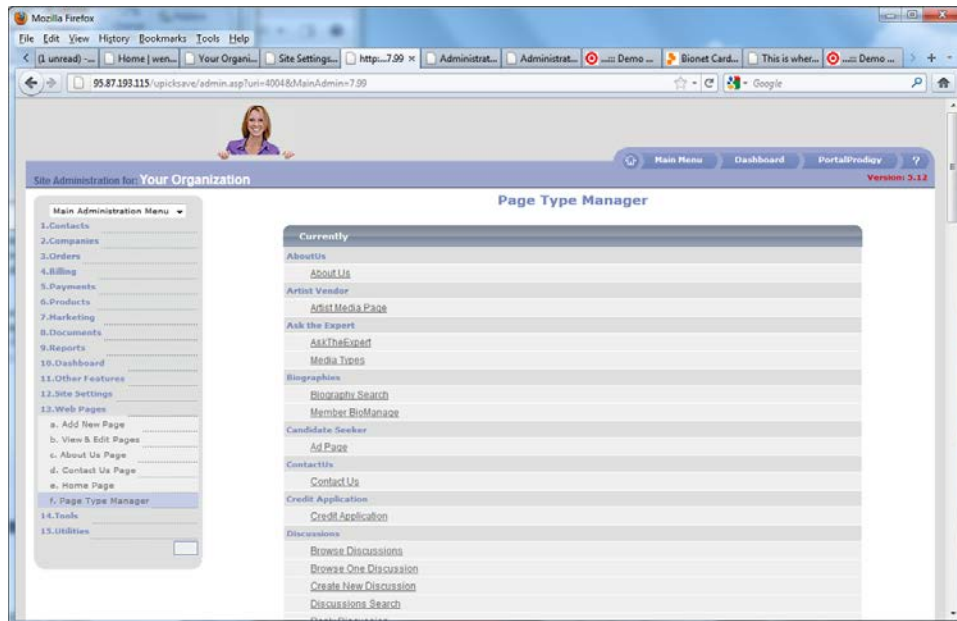 Mozilla Firefox
File Edit View History Bookmarks Tools Help
(1 unread) -... Home | wen... Your Organi... Site Settings... http:...7.99 × Administrat... Administrat... ...::: Demo ... Bionet Card... This is wher... ...::: Demo ...
95.87.193.115/upicksave/admin.asp?uri=4004&MainAdmin=7.99 Google
Main Menu Dashboard PortalProdigy ?
Site Administration for: Your Organization Version: 5.12
Page Type Manager
Main Administration Menu
1.Contacts
2.Companies
3.Orders
4.Billing
5.Payments
6.Products
7.Marketing
8.Documents
9.Reports
10.Dashboard
11.Other Features
12.Site Settings
13.Web Pages
a. Add New Page
b. View & Edit Pages
c. About Us Page
d. Contact Us Page
e. Home Page
f. Page Type Manager
14.Tools
15.Utilities
Currently
AboutUs
About Us
Artist Vendor
Artist Media Page
Ask the Expert
AskTheExpert
Media Types
Biographies
Biography Search
Member BioManage
Candidate Seeker
Ad Page
ContactUs
Contact Us
Credit Application
Credit Application
Discussions
Browse Discussions
Browse One Discussion
Create New Discussion
Discussions Search